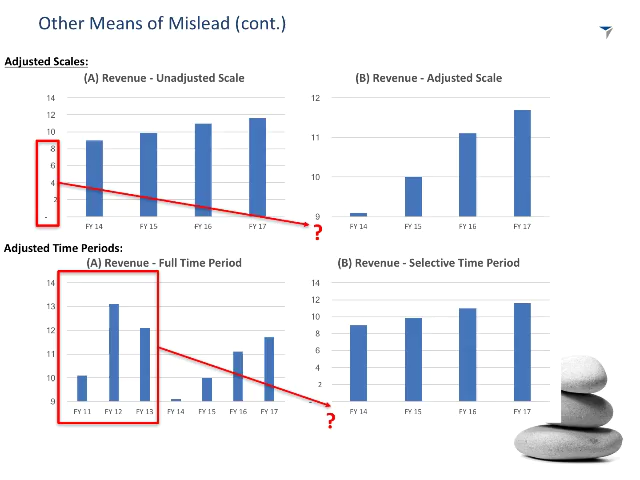 Other Means of Mislead (cont.)
Adjusted Scales:
(A) Revenue - Unadjusted Scale
14
12
10
8
6
4
2
-
FY 14 FY 15 FY 16 FY 17
(B) Revenue - Adjusted Scale
12
11
10
9
FY 14 FY 15 FY 16 FY 17
?
Adjusted Time Periods:
(A) Revenue - Full Time Period
14
13
12
11
10
9
FY 11 FY 12 FY 13 FY 14 FY 15 FY 16 FY 17
(B) Revenue - Selective Time Period
14
12
10
8
6
4
2
-
FY 14 FY 15 FY 16 FY 17
?